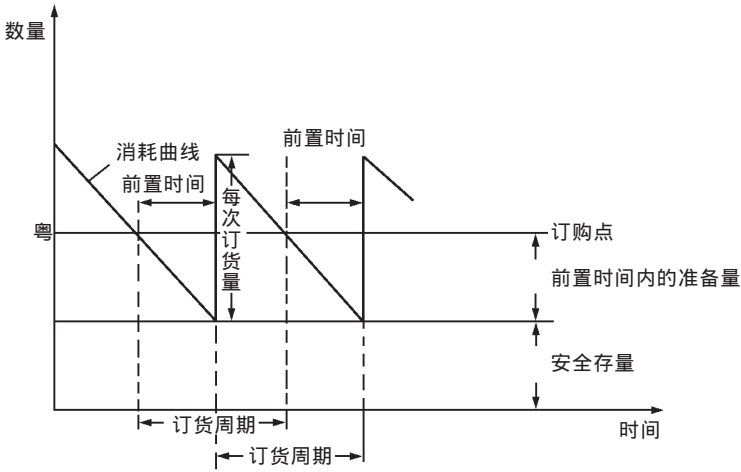 数量
前置时间
消耗曲线
前置时间
每次订货量
粤
订购点
前置时间内的准备量
安全存量
订货周期
时间
订货周期